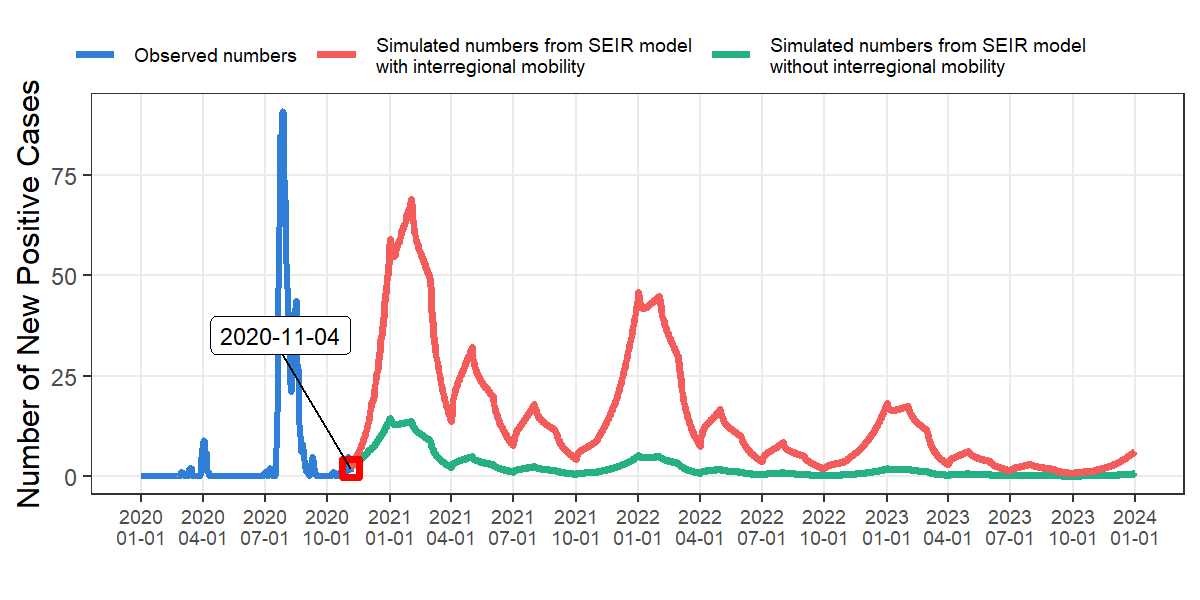 Observed numbers
Simulated numbers from SEIR model
with interregional mobility
Simulated numbers from SEIR model
without interregional mobility
Number of New Positive Cases
75
50
25
0
2020-11-04
2020 2020 2020 2020 2021 2021 2021 2021 2022 2022 2022 2022 2023 2023 2023 2023 2024
01-01 04-01 07-01 10-01 01-01 04-01 07-01 10-01 01-01 04-01 07-01 10-01 01-01 04-01 07-01 10-01 01-01